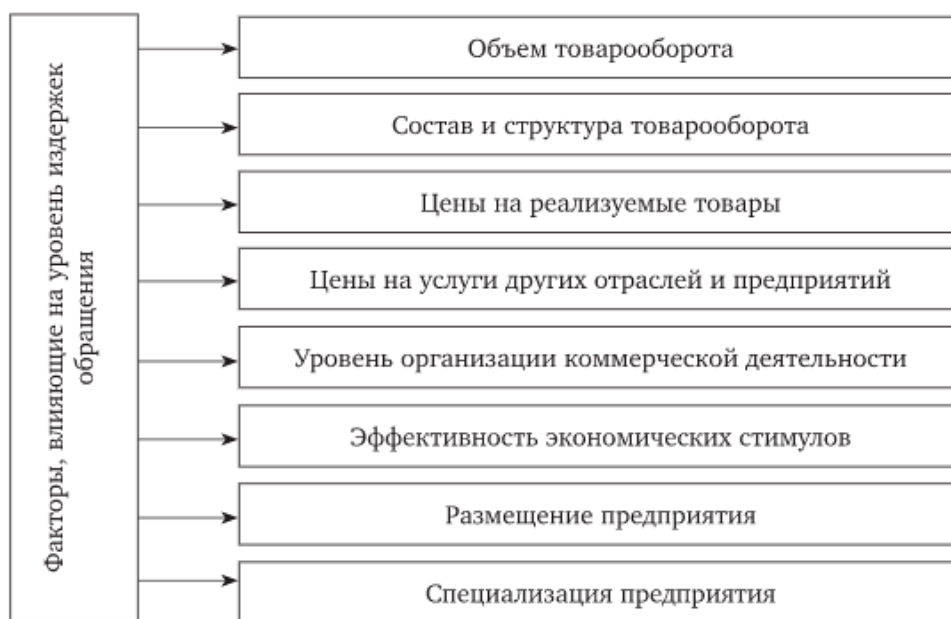 Факторы, влияющие на уровень издержек
обращения
Объем товарооборота
Состав и структура товарооборота
Цены на реализуемые товары
Цены на услуги других отраслей и предприятий
Уровень организации коммерческой деятельности
Эффективность экономических стимулов
Размещение предприятия
Специализация предприятия